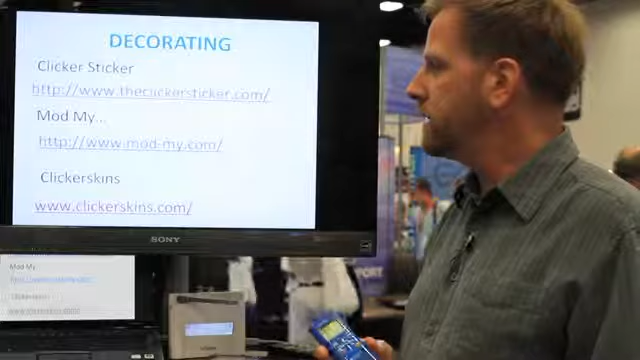 DECORATING
Clicker Sticker
http://www.theclickersticker.com/
Mod My...
http://www.mod-my.com/
Clickerskins
www.clickerskins.com/
SONY
Mod My
PORT